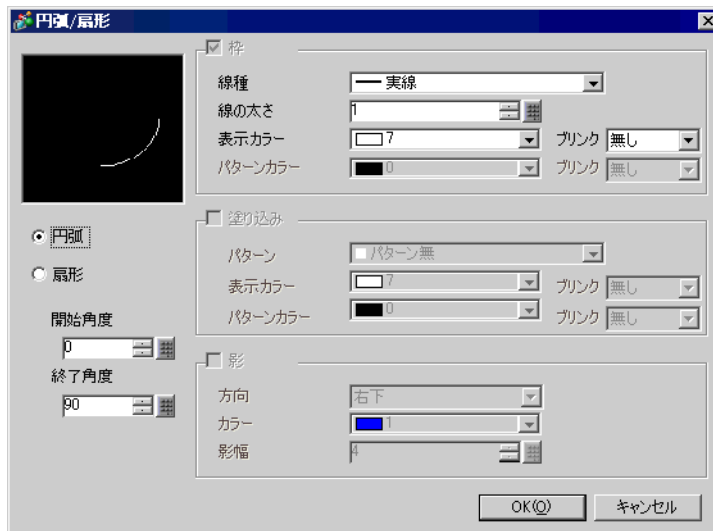 円弧/扇形
枠
線種 実線
線の太さ 1
表示カラー 7 ブリンク 無し
パターンカラー 0 ブリンク 無し
円弧
扇形
開始角度
0
終了角度
90
塗り込み
パターン パターン無
表示カラー 7 ブリンク 無し
パターンカラー 0 ブリンク 無し
影
方向 右下
カラー 1
影幅 4
OK(O) キャンセル